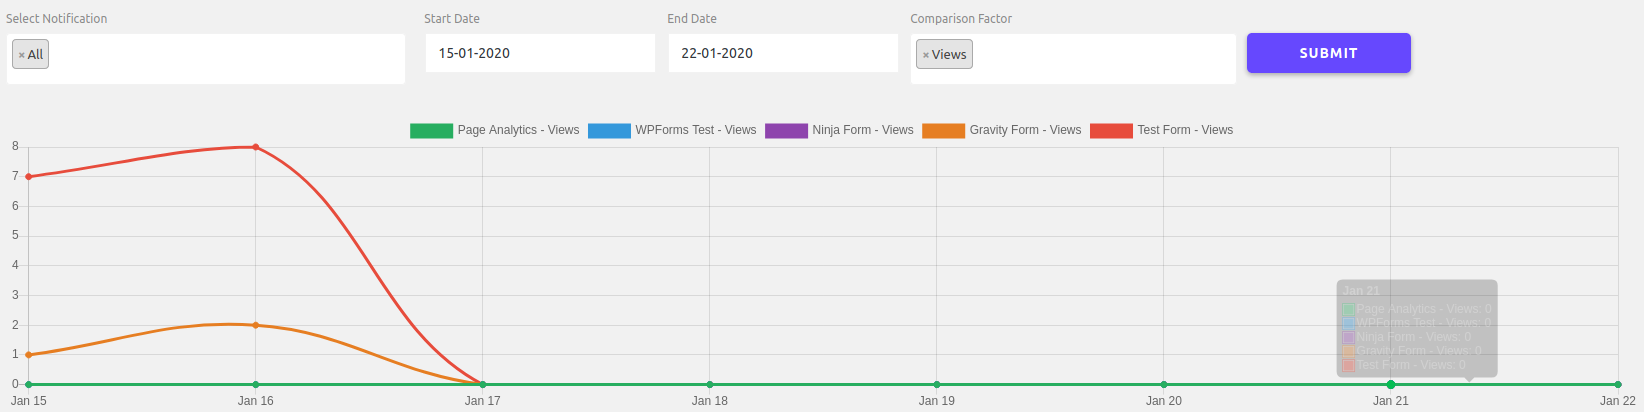 Select Notification Start Date End Date Comparison Factor
× All 15-01-2020 22-01-2020 × Views SUBMIT
Page Analytics - Views WPForms Test - Views Ninja Form - Views Gravity Form - Views Test Form - Views
8
7
6
5
4
3
2
1
0
Jan 21
Page Analytics - Views: 0
WPForms Test - Views: 0
Ninja Form - Views: 0
Gravity Form - Views: 0
Test Form - Views: 0
Jan 15 Jan 16 Jan 17 Jan 18 Jan 19 Jan 20 Jan 21 Jan 22